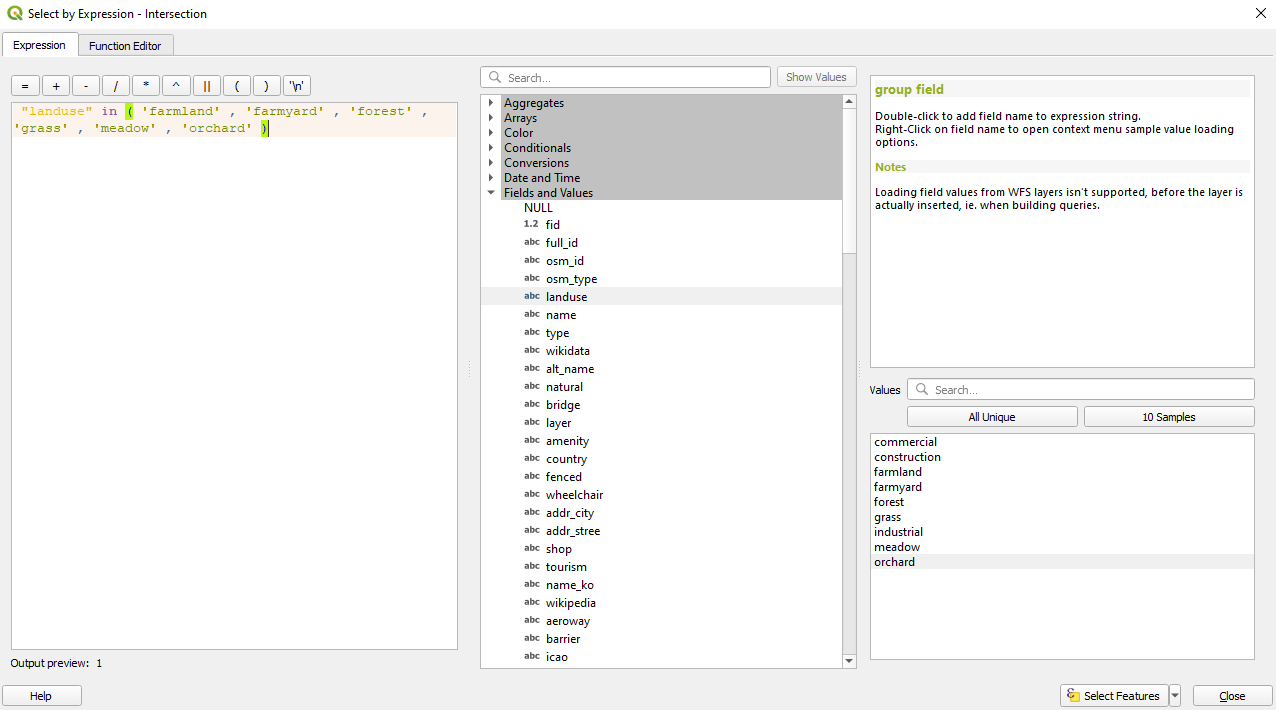 Select by Expression - Intersection
Expression
Function Editor
= + - / * ^ || ( ) '\n'
"landuse" in ( 'farmland' , 'farmyard' , 'forest' ,
'grass' , 'meadow' , 'orchard' )
Output preview: 1
Search...
Show Values
Aggregates
Arrays
Color
Conditionals
Conversions
Date and Time
Fields and Values
NULL
1.2 fid
abc full_id
abc osm_id
abc osm_type
abc landuse
abc name
abc type
abc wikidata
abc alt_name
abc natural
abc bridge
abc layer
abc amenity
abc country
abc fenced
abc wheelchair
abc addr_city
abc addr_stree
abc shop
abc tourism
abc name_ko
abc wikipedia
abc aeroway
abc barrier
abc icao
group field
Double-click to add field name to expression string.
Right-Click on field name to open context menu sample value loading
options.
Notes
Loading field values from WFS layers isn't supported, before the layer is
actually inserted, ie. when building queries.
Values
Search...
All Unique
10 Samples
commercial
construction
farmland
farmyard
forest
grass
industrial
meadow
orchard
Help
Select Features
Close